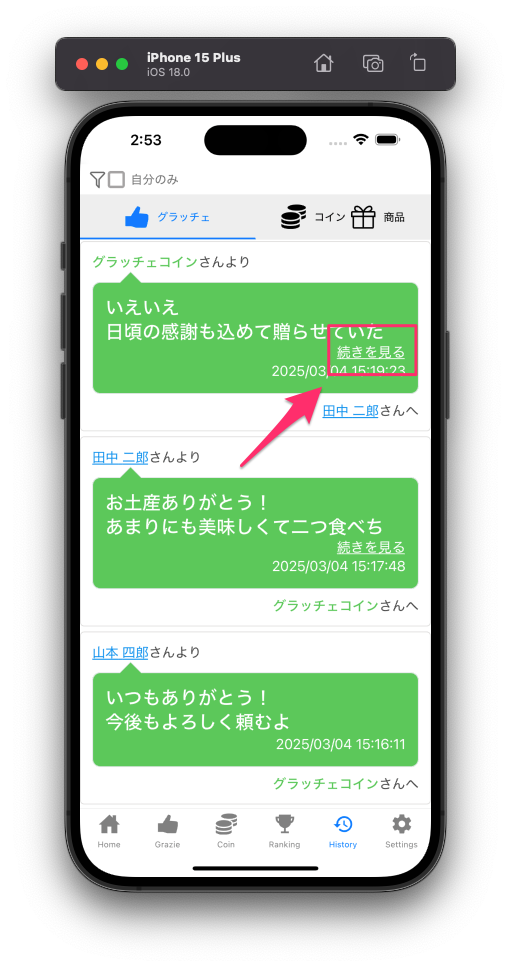 iPhone 15 Plus
iOS 18.0
2:53
自分のみ
グラッチェ
コイン
商品
グラッチェコインさんより
いえいえ
日頃の感謝も込めて贈らせていた
続きを見る
2025/03/04 15:19:23
田中 二郎さんへ
田中 二郎さんより
お土産ありがとう！
あまりにも美味しくて二つ食べち
続きを見る
2025/03/04 15:17:48
グラッチェコインさんへ
山本 四郎さんより
いつもありがとう！
今後もよろしく頼むよ
2025/03/04 15:16:11
グラッチェコインさんへ
Home
Grazie
Coin
Ranking
History
Settings